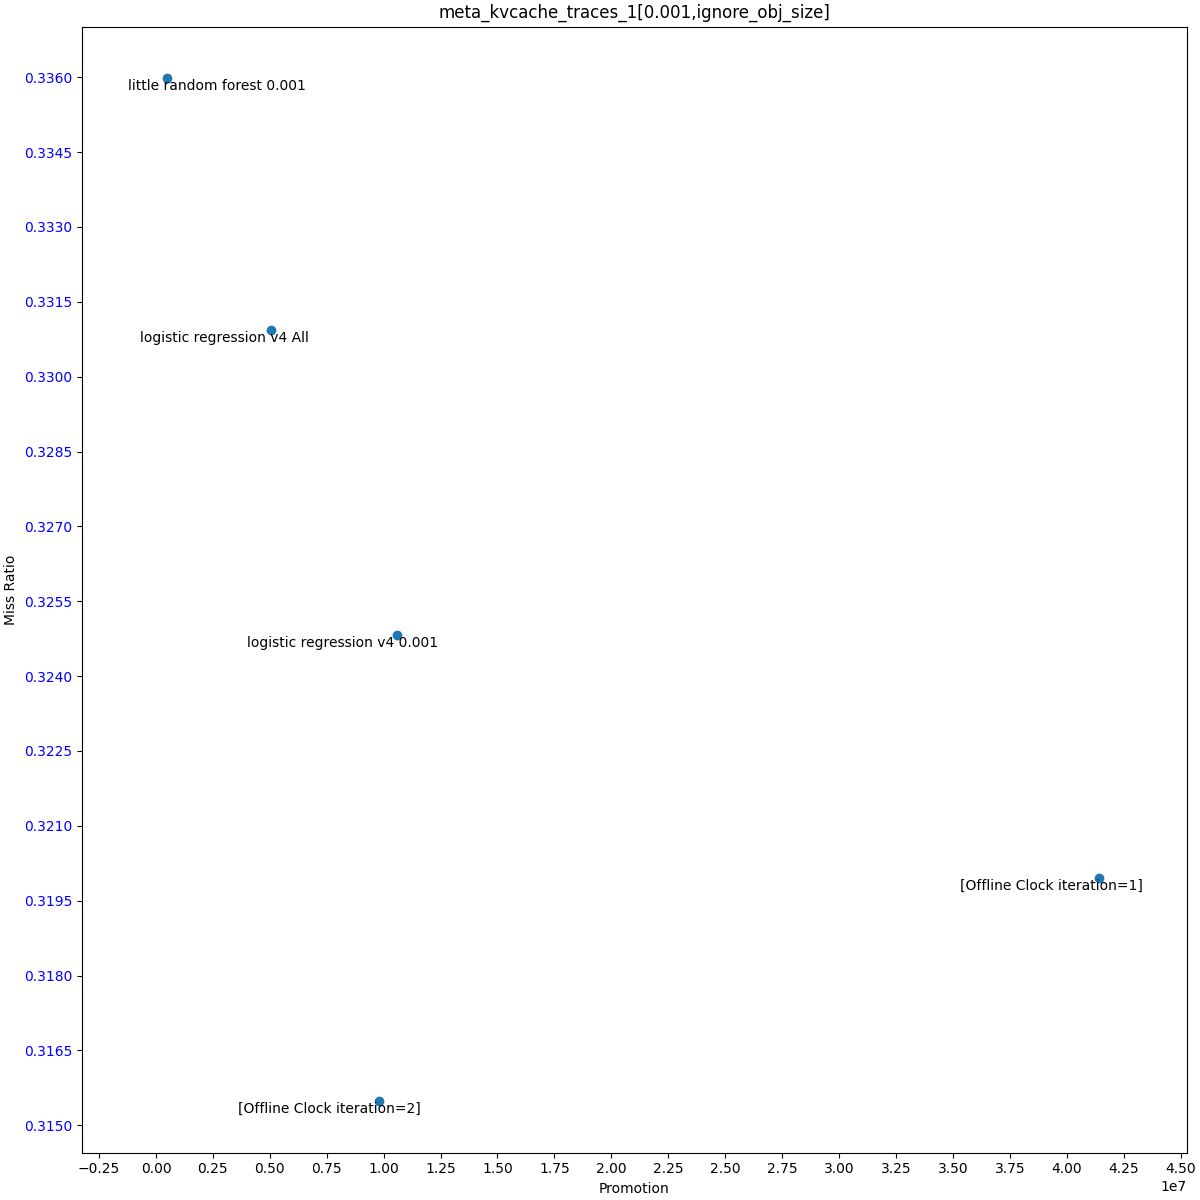 meta_kvcache_traces_1[0.001,ignore_obj_size]
0.3360
little random forest 0.001
0.3345
0.3330
0.3315
logistic regression v4 All
0.3300
0.3285
0.3270
0.3255
logistic regression v4 0.001
0.3240
0.3225
0.3210
[Offline Clock iteration=1]
0.3195
0.3180
0.3165
[Offline Clock iteration=2]
0.3150
Miss Ratio
−0.25 0.00 0.25 0.50 0.75 1.00 1.25 1.50 1.75 2.00 2.25 2.50 2.75 3.00 3.25 3.50 3.75 4.00 4.25 4.50
1e7
Promotion